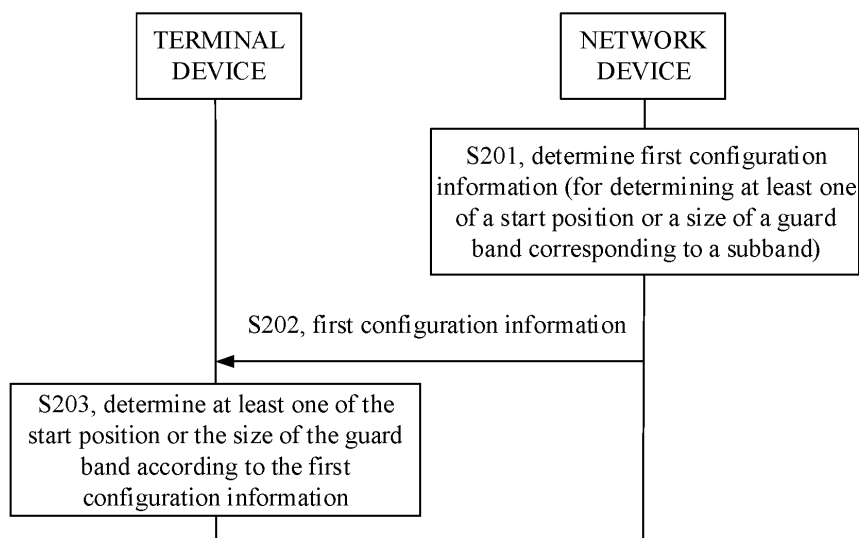 TERMINAL
DEVICE
NETWORK
DEVICE
S201, determine first configuration
information (for determining at least one
of a start position or a size of a guard
band corresponding to a subband)
S202, first configuration information
S203, determine at least one of the
start position or the size of the guard
band according to the first
configuration information